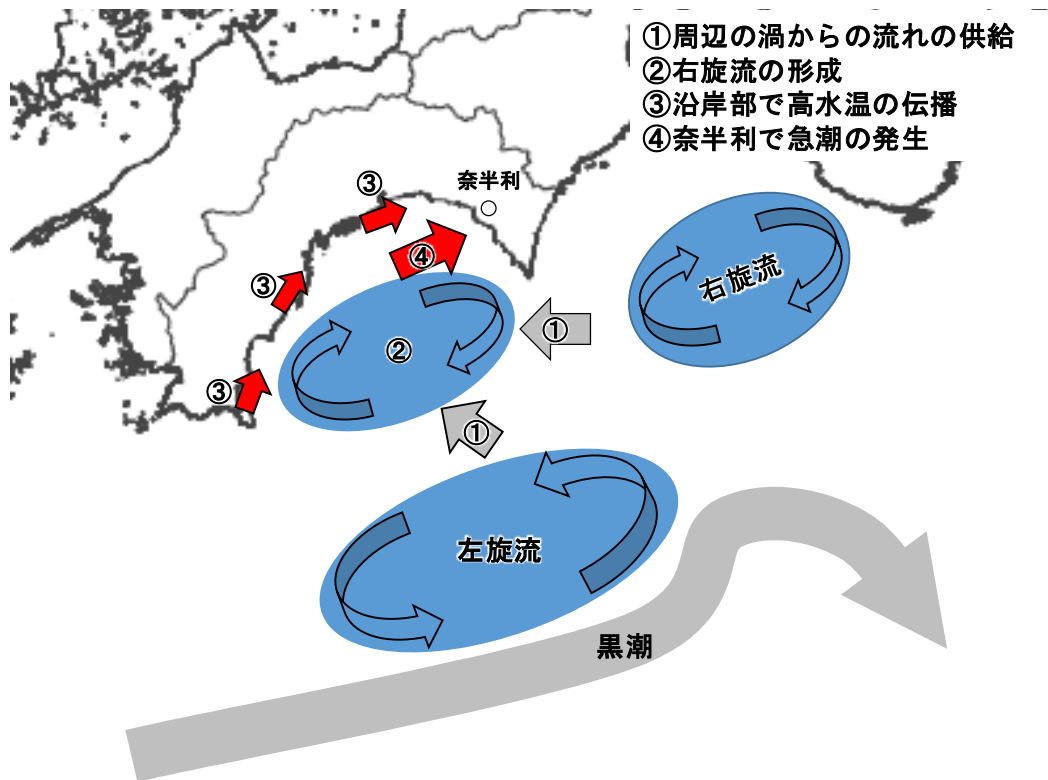 ①周辺の渦からの流れの供給
②右旋流の形成
③沿岸部で高水温の伝播
④奈半利で急潮の発生
③
奈半利
④
③
右旋流
①
②
③
①
左旋流
黒潮